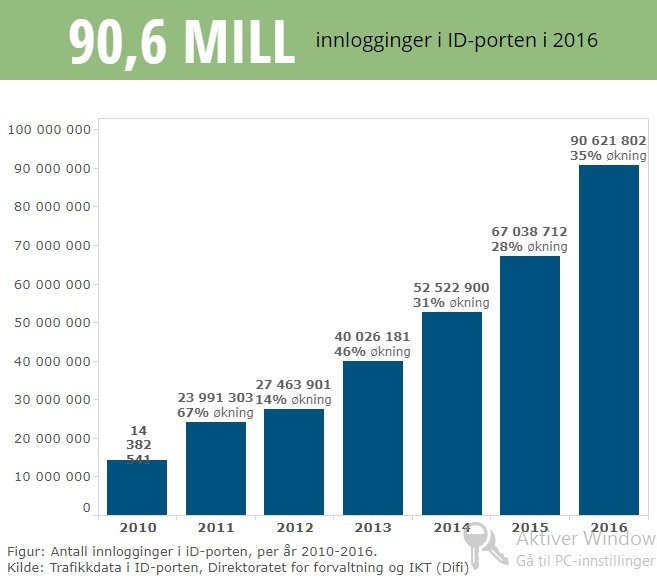 90,6 MILL innlogginger i ID-porten i 2016
100 000 000
90 000 000
80 000 000
70 000 000
60 000 000
50 000 000
40 000 000
30 000 000
20 000 000
10 000 000
0
14
382
541
23 991 303
67% økning
27 463 901
14% økning
40 026 181
46% økning
52 522 900
31% økning
67 038 712
28% økning
90 621 802
35% økning
2010 2011 2012 2013 2014 2015 2016
Aktiver Window
Gå til PC-innstillinger
Figur: Antall innlogginger i iD-porten, per år 2010-2016.
Kilde: Trafikkdata i ID-porten, Direktoratet for forvaltning og IKT (Difi)